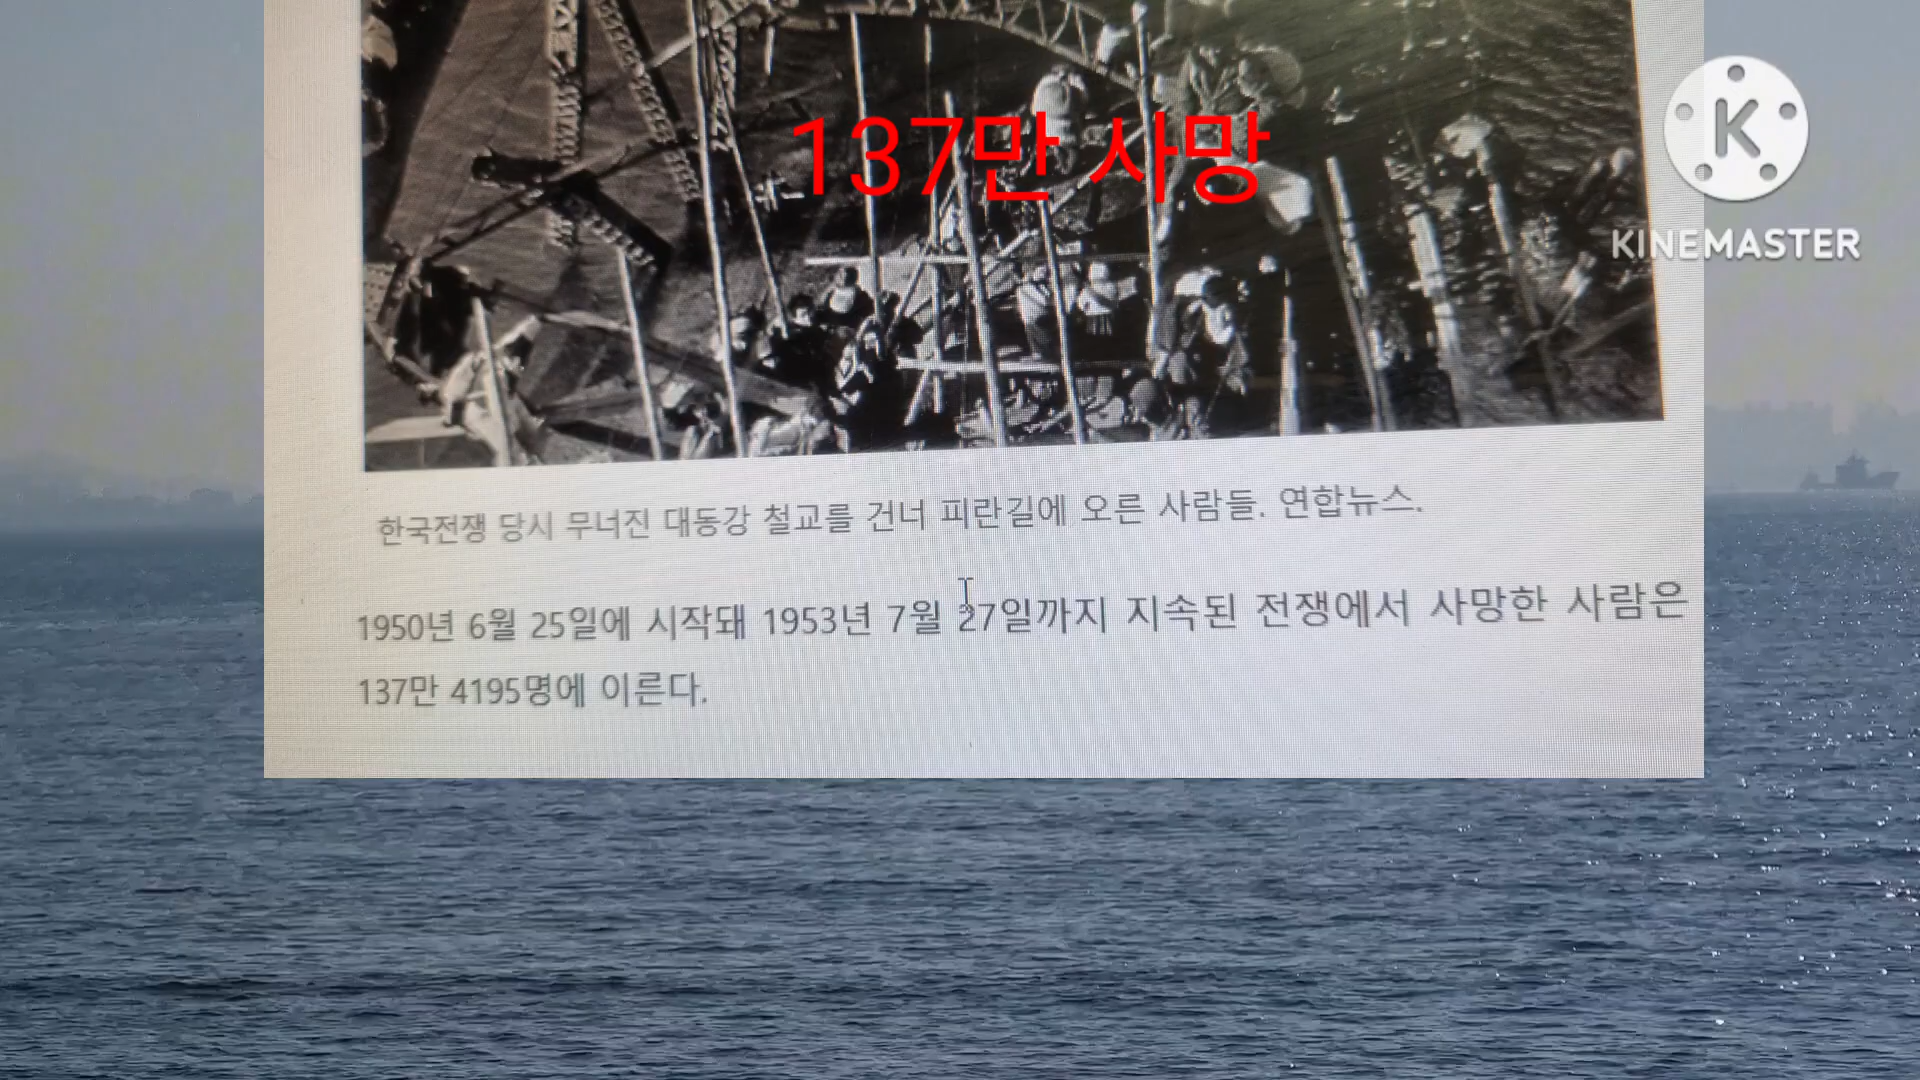 137만 사망
K
KINEMASTER
한국전쟁 당시 무너진 대동강 철교를 건너 피란길에 오른 사람들. 연합뉴스.
1950년 6월 25일에 시작돼 1953년 7월 27일까지 지속된 전쟁에서 사망한 사람은
137만 4195명에 이른다.